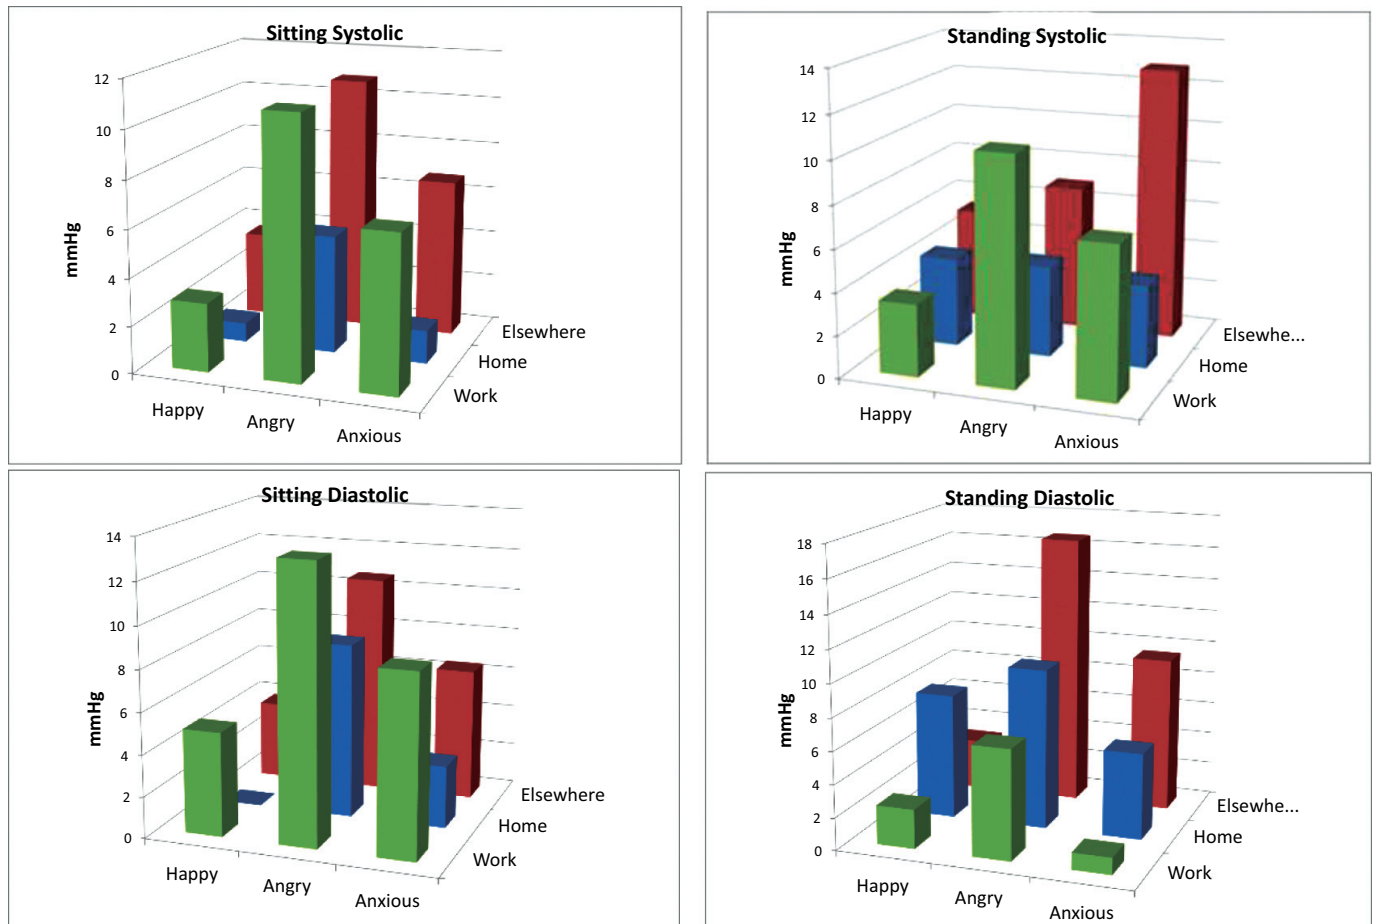 Sitting Systolic
12
10
8
6
4
2
0
mmHg
Happy
Angry
Anxious
Elsewhere
Home
Work
Standing Systolic
14
12
10
8
6
4
2
0
mmHg
Happy
Angry
Anxious
Elsewhe...
Home
Work
Sitting Diastolic
14
12
10
8
6
4
2
0
mmHg
Happy
Angry
Anxious
Elsewhere
Home
Work
Standing Diastolic
18
16
14
12
10
8
6
4
2
0
mmHg
Happy
Angry
Anxious
Elsewhe...
Home
Work